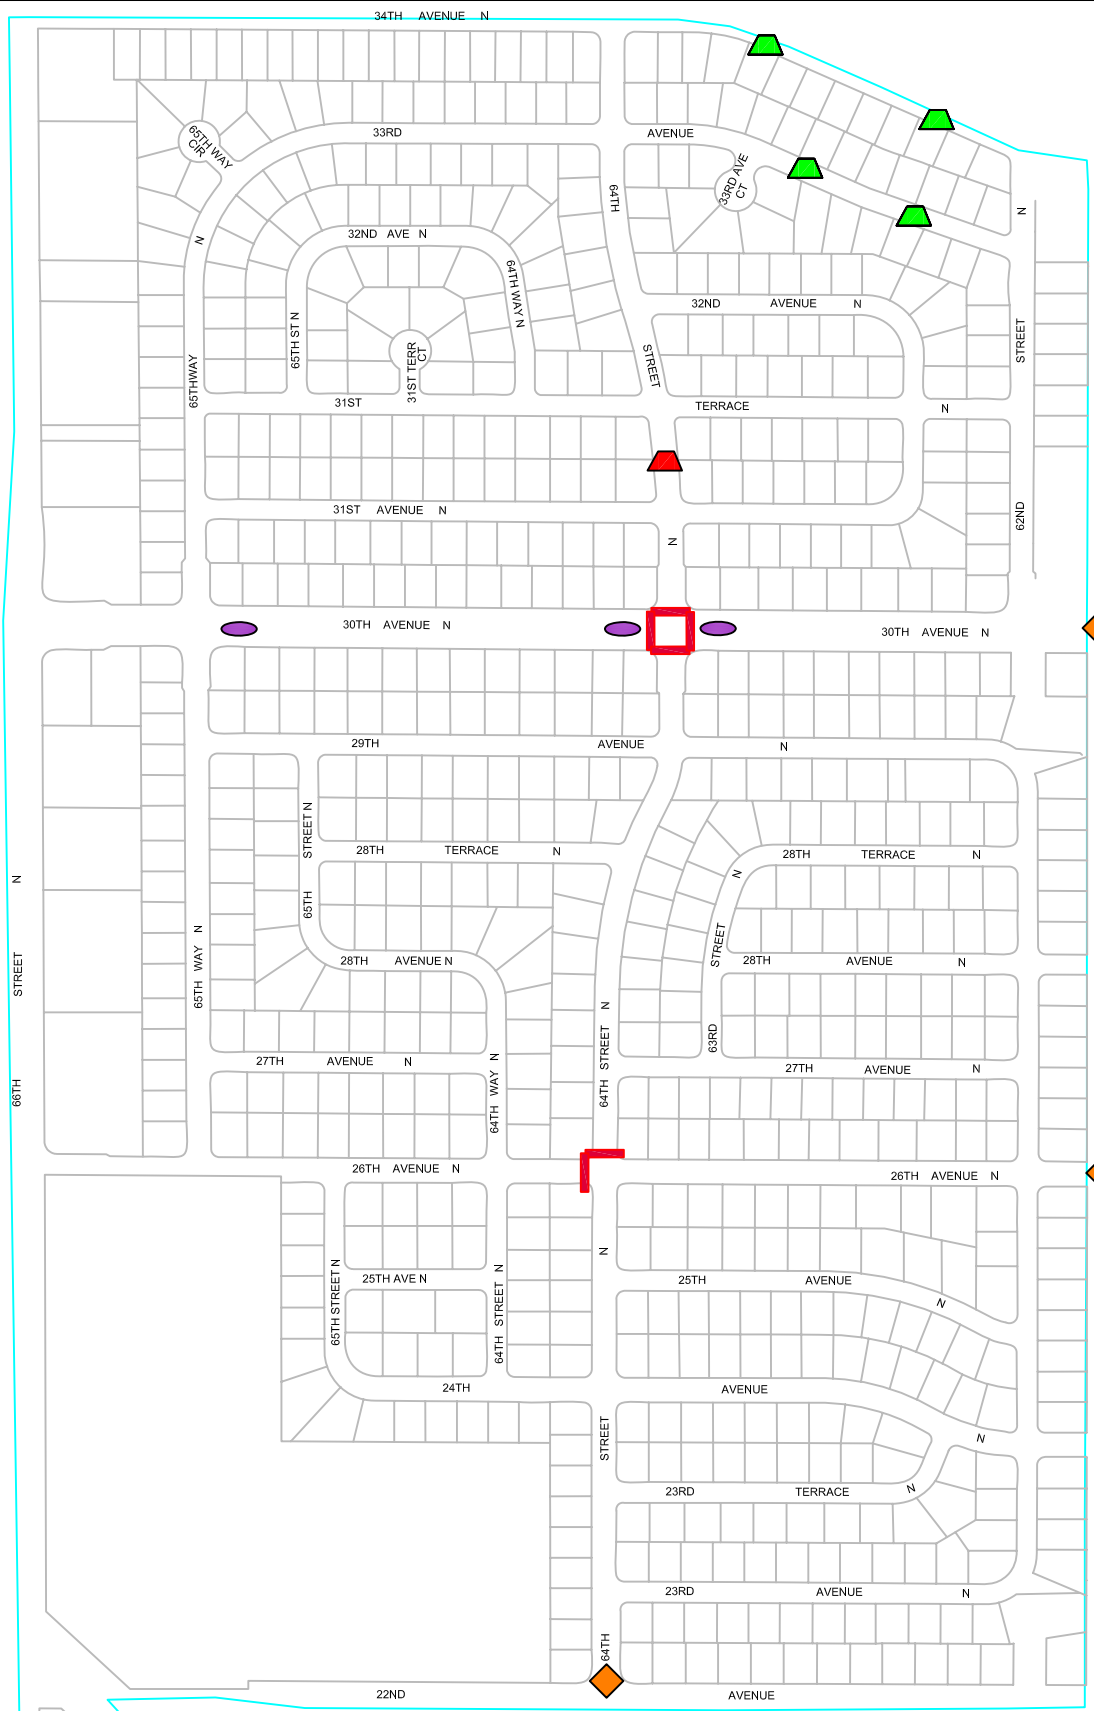 34TH AVENUE N
33RD AVENUE
65TH WAY
CIR
33RD AVE
CT
64TH
N
N
32ND AVE N
64TH WAY N
32ND AVENUE N
65TH ST N
31ST TERR
CT
STREET
STREET
65THWAY
31ST TERRACE N
31ST AVENUE N
62ND
N
30TH AVENUE N
30TH AVENUE N
29TH AVENUE N
STREET N
28TH TERRACE N
28TH TERRACE N
N
65TH
N
STREET
66TH
65TH WAY N
28TH AVENUE N
STREET
28TH AVENUE N
64TH STREET N
63RD
27TH AVENUE N
27TH AVENUE N
64TH WAY N
26TH AVENUE N
26TH AVENUE N
N
65TH STREET N
25TH AVE N
64TH STREET N
25TH AVENUE
N
24TH AVENUE
N
STREET
23RD TERRACE N
23RD AVENUE N
64TH
22ND AVENUE